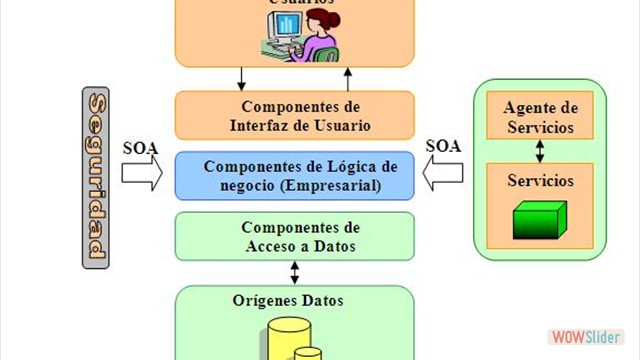 Usuarios
Componentes de
Interfaz de Usuario
Seguridad
SOA
Componentes de Lógica de
negocio (Empresarial)
SOA
Agente de
Servicios
Servicios
Componentes de
Acceso a Datos
Orígenes Datos
WOWSlider